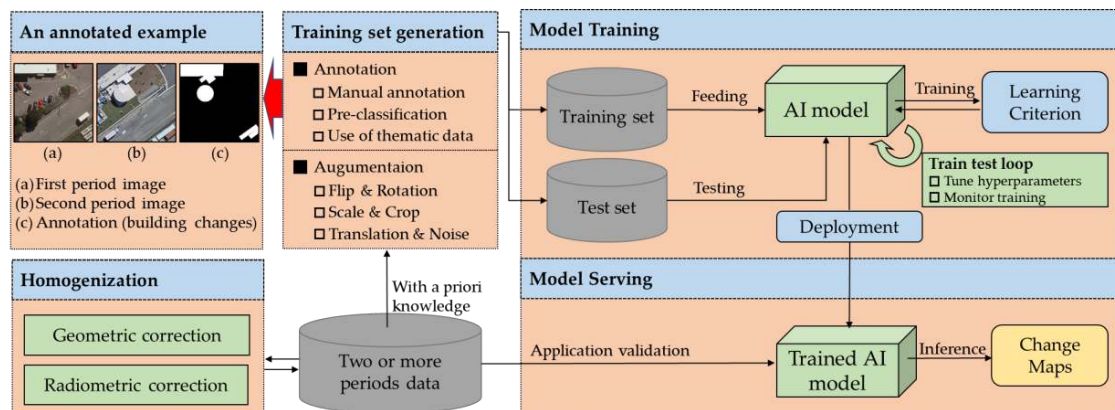 An annotated example
(a)
(b)
(c)
(a) First period image
(b) Second period image
(c) Annotation (building changes)
Training set generation
Annotation
Manual annotation
Pre-classification
Use of thematic data
Augumentaion
Flip & Rotation
Scale & Crop
Translation & Noise
Model Training
Training set
Feeding
AI model
Training
Learning
Criterion
Test set
Testing
Train test loop
Tune hyperparameters
Monitor training
Deployment
Homogenization
Geometric correction
Radiometric correction
With a priori
knowledge
Two or more
periods data
Application validation
Model Serving
Trained AI
model
Inference
Change
Maps